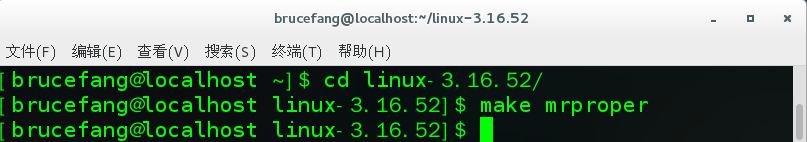 brucefang@localhost:~/linux-3.16.52
文件(F) 编辑(E) 查看(V) 搜索(S) 终端(T) 帮助(H)
[brucefang@localhost ~]$ cd linux-3.16.52/
[brucefang@localhost linux-3.16.52]$ make mrproper
[brucefang@localhost linux-3.16.52]$